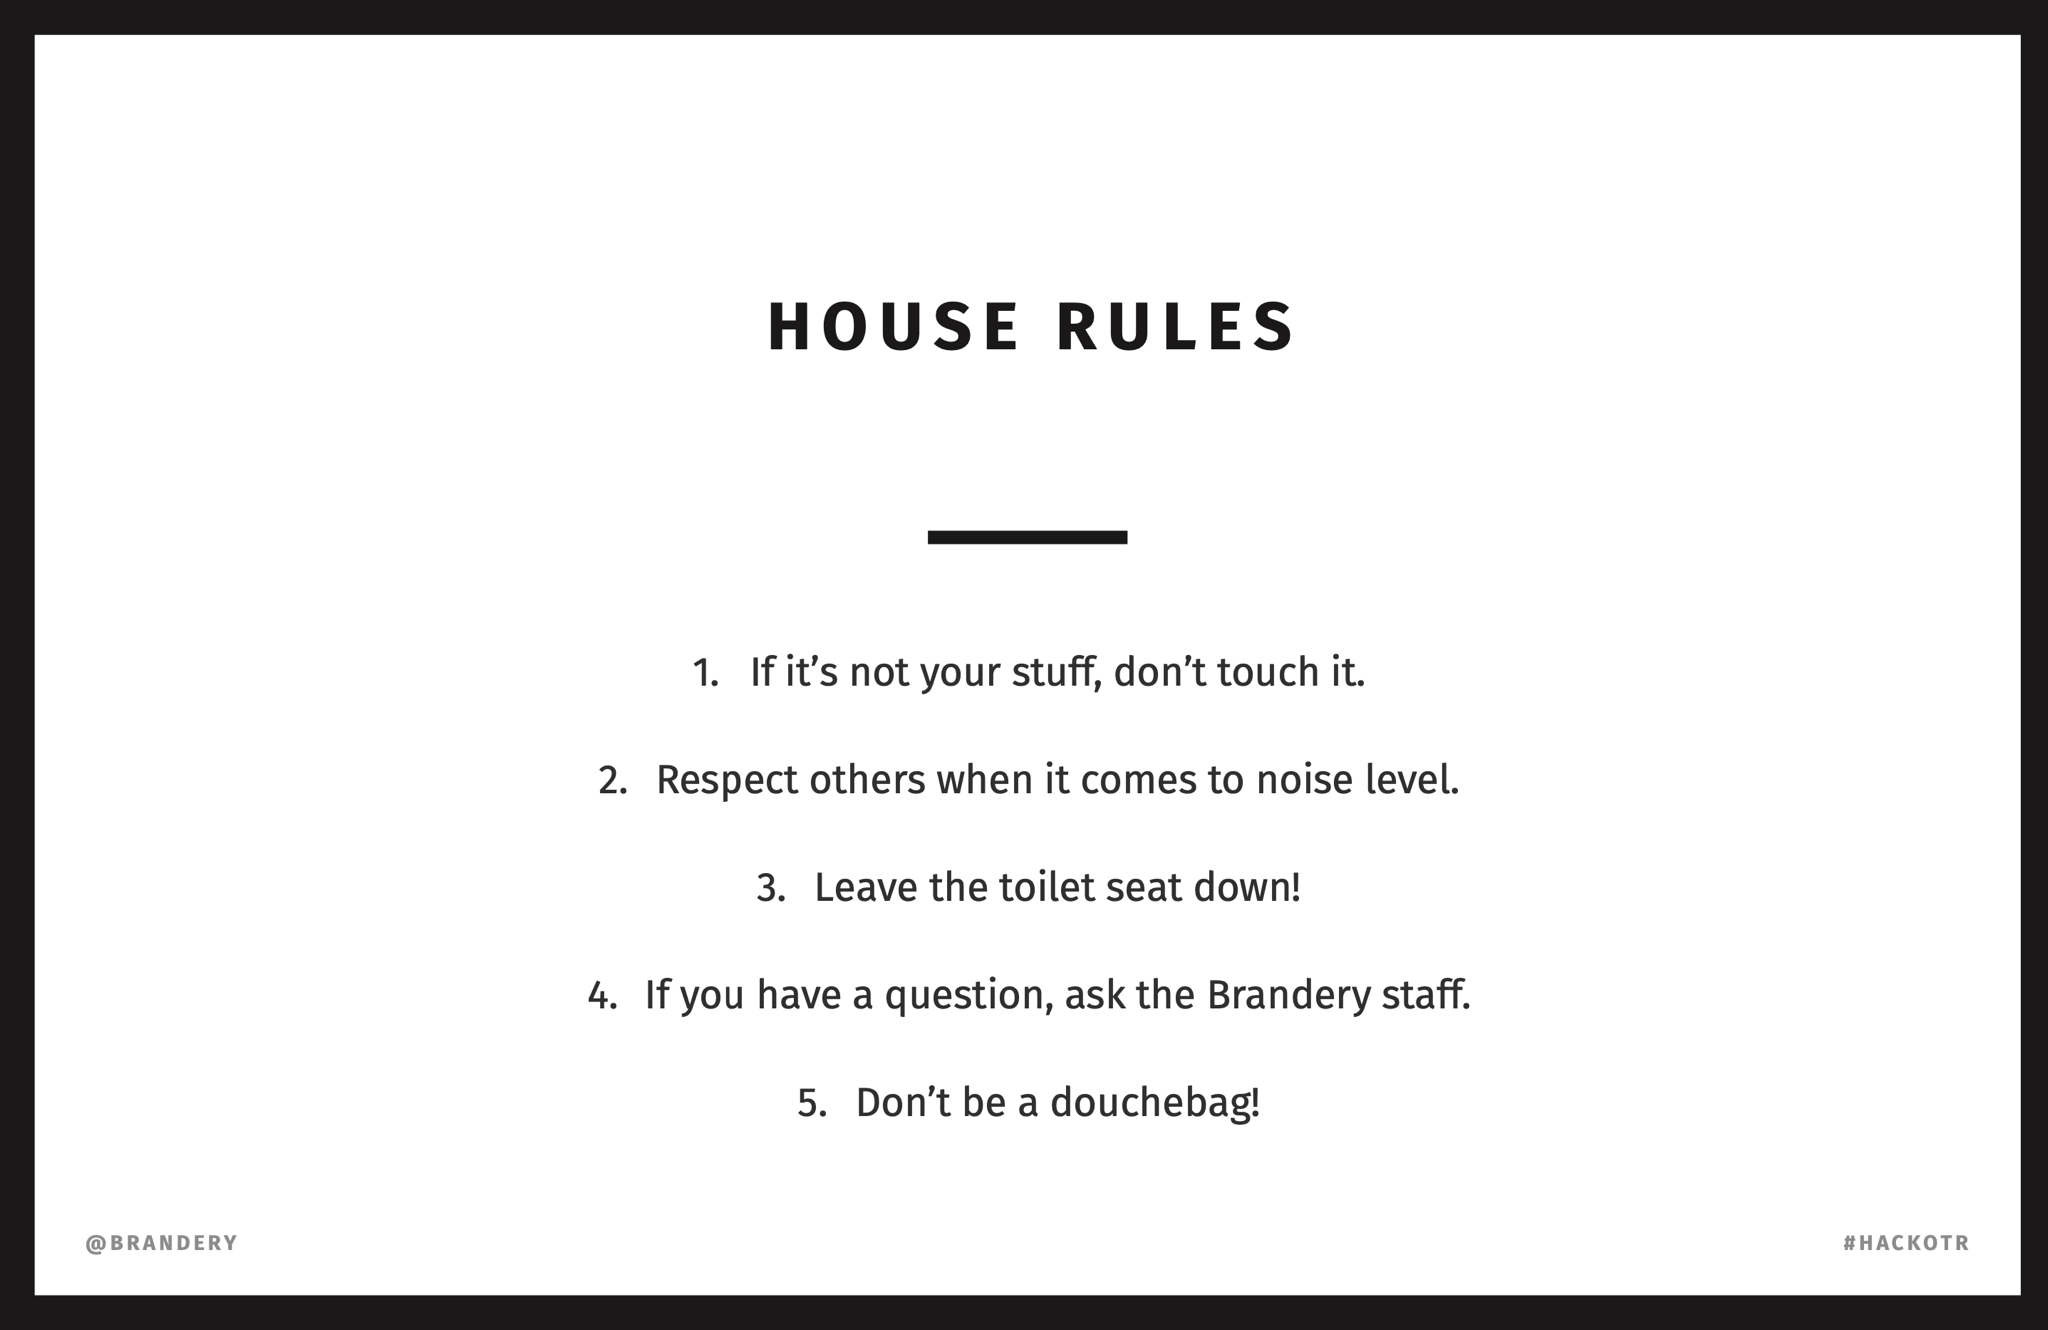 HOUSE RULES
1. If it’s not your stuff, don’t touch it.
2. Respect others when it comes to noise level.
3. Leave the toilet seat down!
4. If you have a question, ask the Brandery staff.
5. Don’t be a douchebag!
@BRANDERY
#HACKOTR